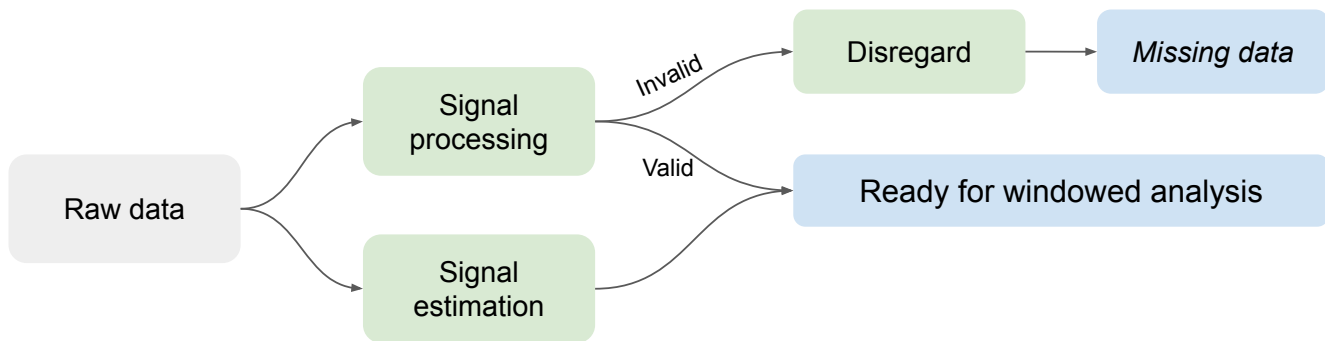 Raw data
Signal
processing
Signal
estimation
Invalid
Valid
Disregard
Missing data
Ready for windowed analysis